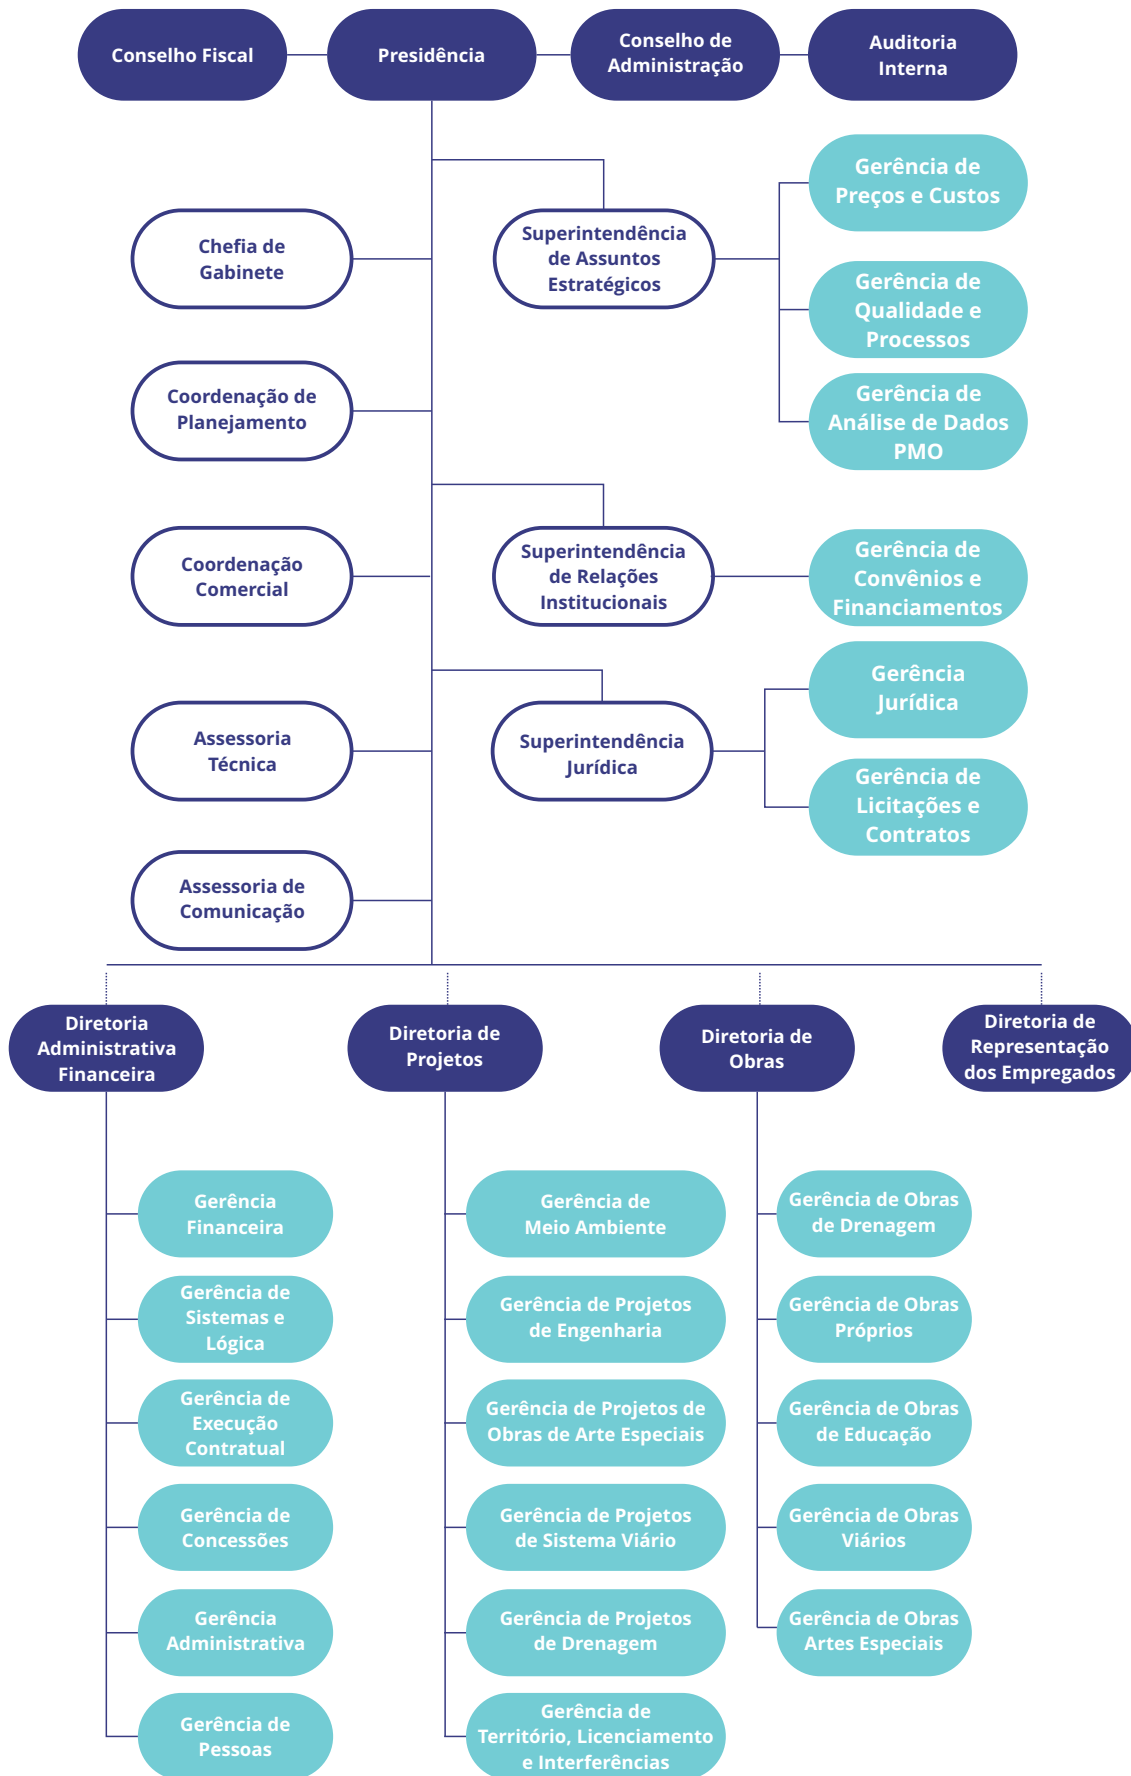 Conselho Fiscal
Presidência
Conselho de
Administração
Auditoria
Interna
Gerência de
Preços e Custos
Chefia de
Gabinete
Superintendência
de Assuntos
Estratégicos
Gerência de
Qualidade e
Processos
Coordenação de
Planejamento
Gerência de
Análise de Dados
PMO
Coordenação
Comercial
Superintendência
de Relações
Institucionais
Gerência de
Convênios e
Financiamentos
Gerência
Jurídica
Assessoria
Técnica
Superintendência
Jurídica
Gerência de
Licitações e
Contratos
Assessoria de
Comunicação
Diretoria
Administrativa
Financeira
Diretoria de
Projetos
Diretoria de
Obras
Diretoria de
Representação
dos Empregados
Gerência
Financeira
Gerência de
Sistemas e
Lógica
Gerência de
Execução
Contratual
Gerência de
Concessões
Gerência
Administrativa
Gerência de
Pessoas
Gerência de
Meio Ambiente
Gerência de Projetos
de Engenharia
Gerência de Projetos de
Obras de Arte Especiais
Gerência de Projetos
de Sistema Viário
Gerência de Projetos
de Drenagem
Gerência de
Território, Licenciamento
e Interferências
Gerência de Obras
de Drenagem
Gerência de Obras
Próprios
Gerência de Obras
de Educação
Gerência de Obras
Viários
Gerência de Obras
Artes Especiais